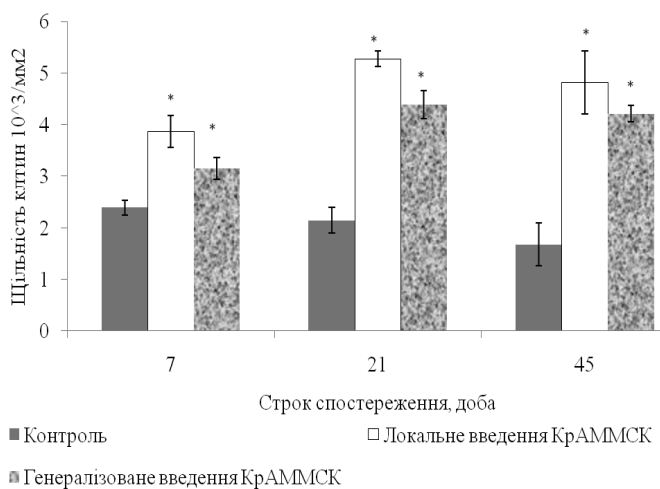 Щільність клтин 10^3/мм2
6
5
4
3
2
1
0
* * * * * *
7 21 45
Строк спостереження, доба
Контроль Локальне введення КрАММСК
Генералізоване введення КрАММСК